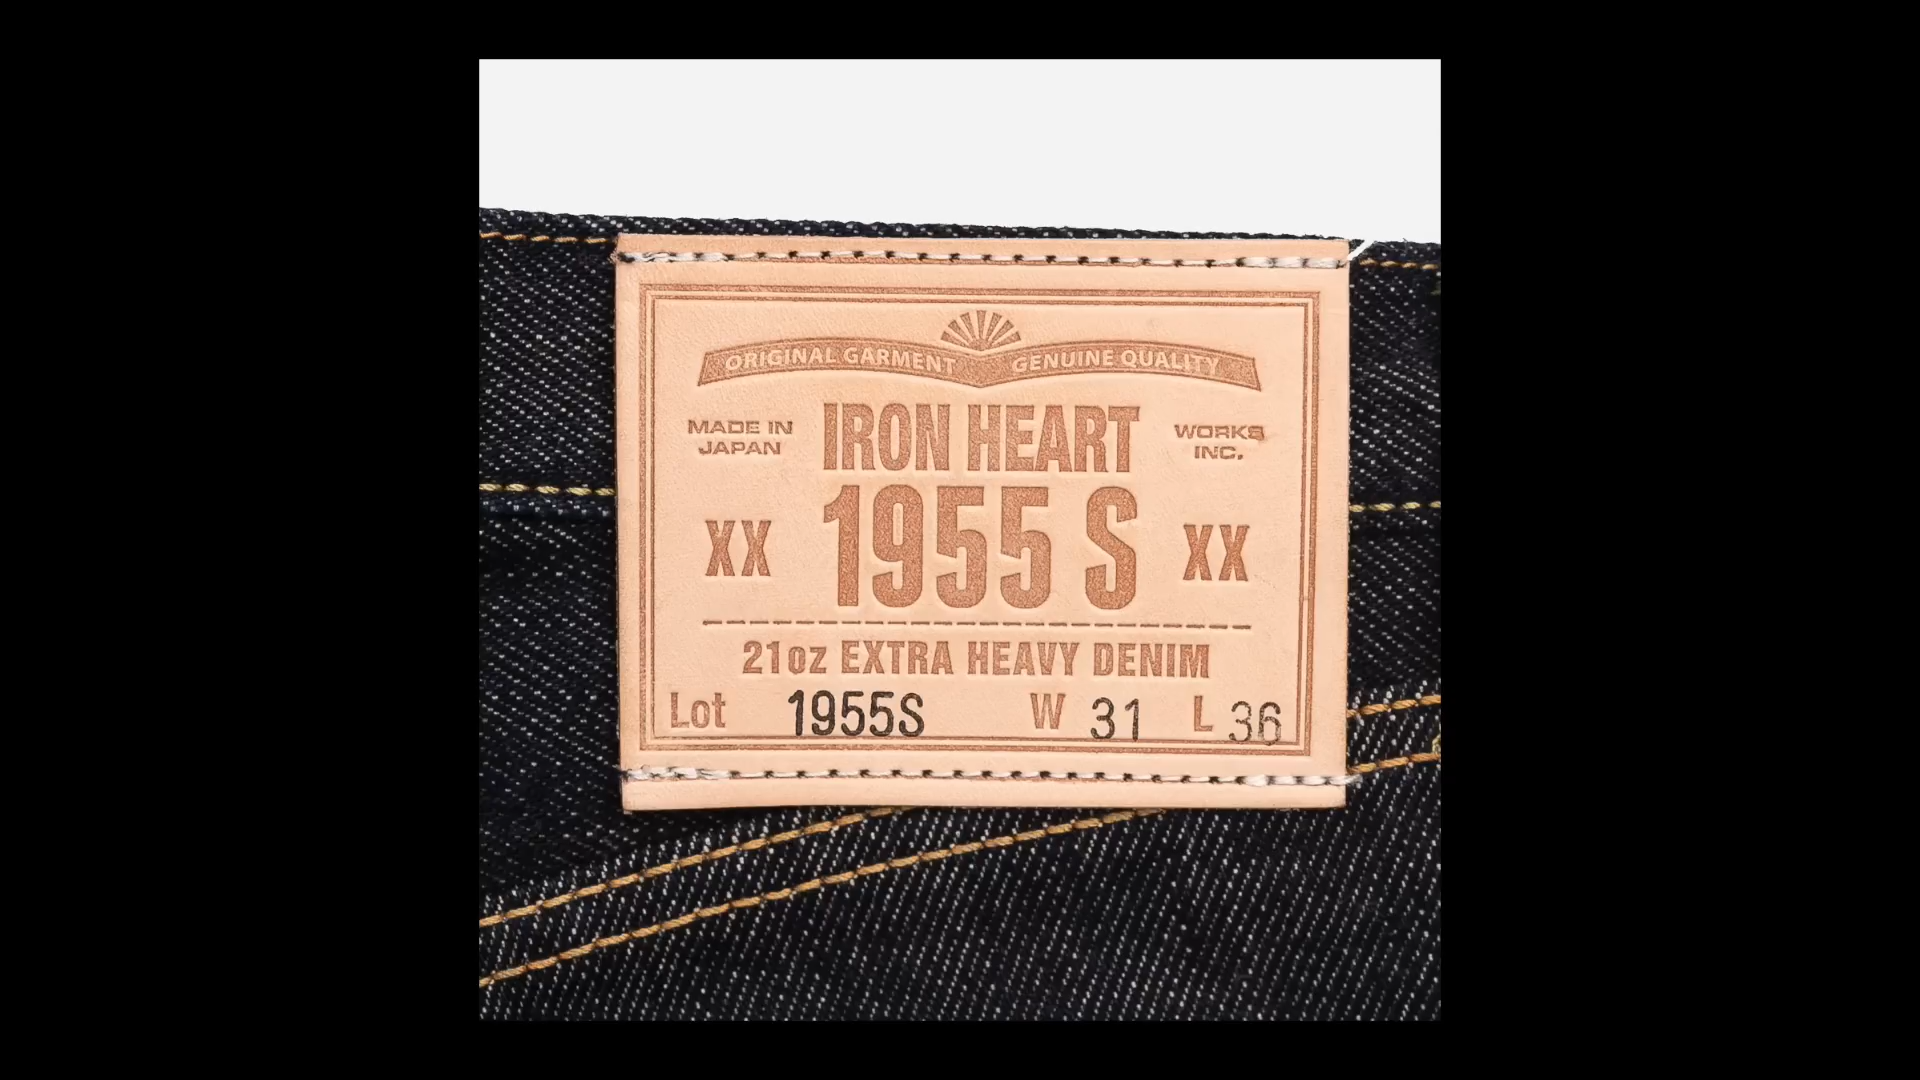 ORIGINAL GARMENT GENUINE QUALITY
MADE IN
JAPAN
IRON HEART
WORKS
INC.
XX 1955 S XX
21oz EXTRA HEAVY DENIM
Lot 1955S W 31 L 36